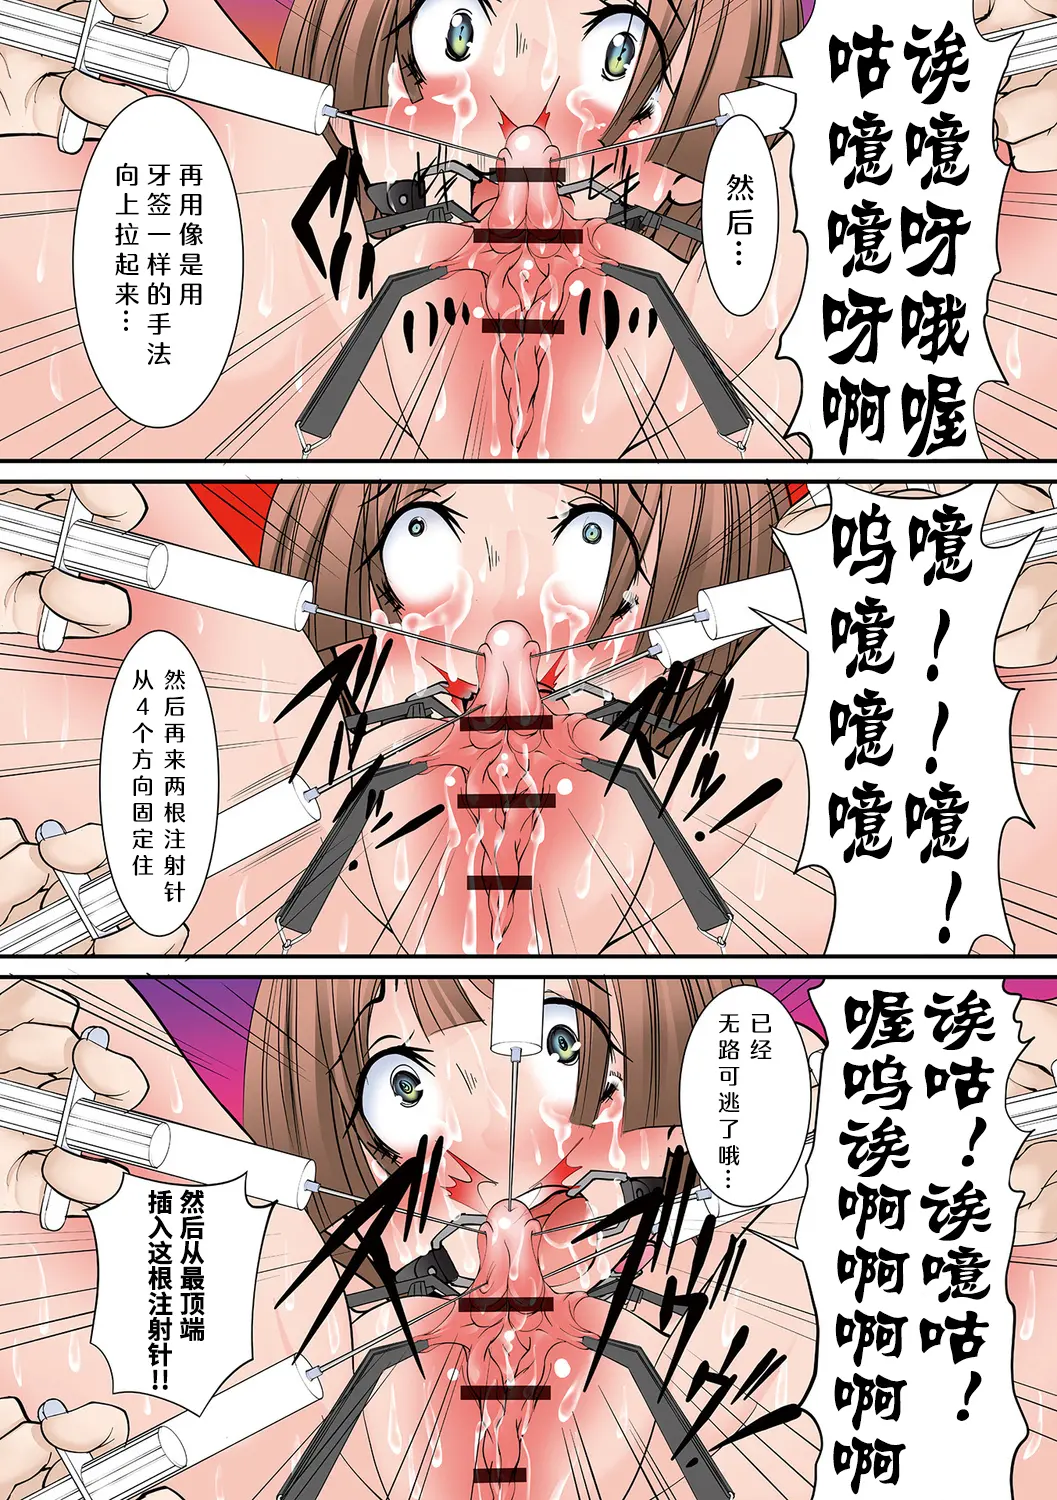 诶噫呀哦喔
咕噫噫呀啊
然后…
再用像是用
牙签一样的手法
向上拉起来…
噫！！噫！
呜噫噫噫
然后再来两根注射针
从4个方向固定住
诶咕！诶噫咕！
喔呜诶啊啊啊啊啊
已经
无路可逃了哦…
然后从最顶端
插入这根注射针!!